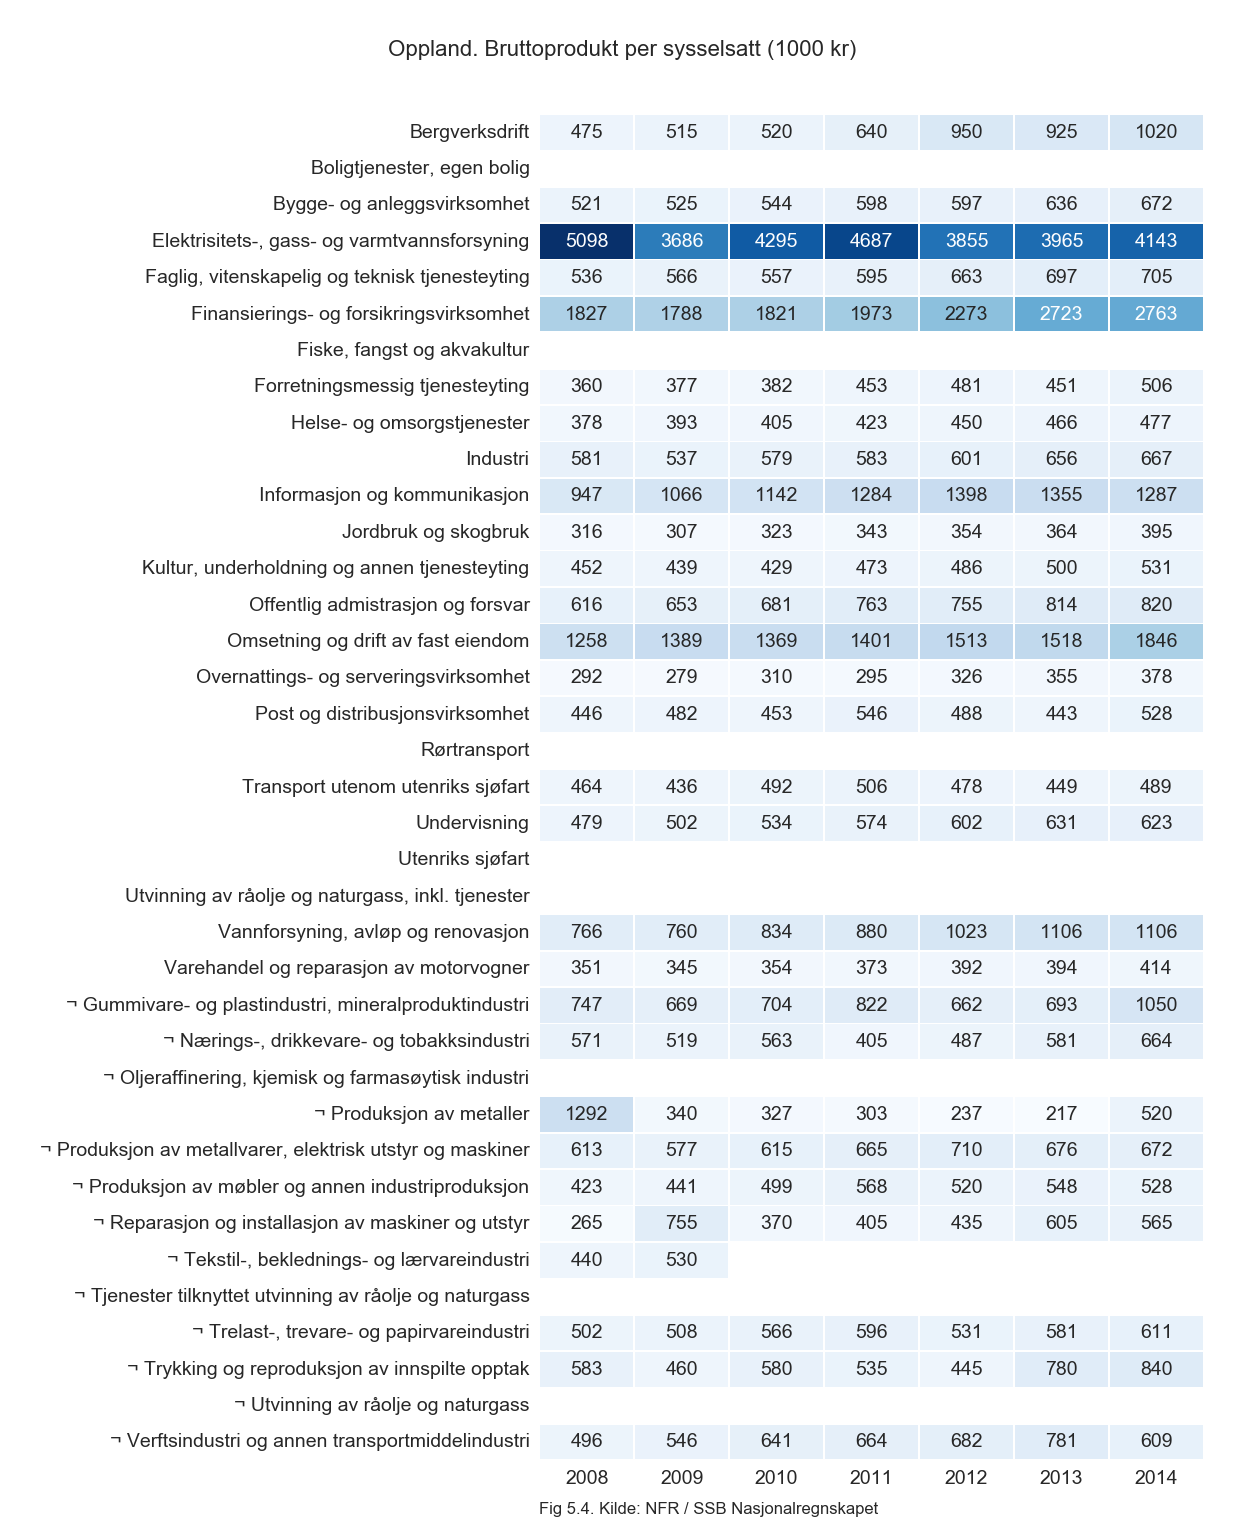 Oppland. Bruttoprodukt per sysselsatt (1000 kr)
Bergverksdrift 475 515 520 640 950 925 1020
Boligtjenester, egen bolig
Bygge- og anleggsvirksomhet 521 525 544 598 597 636 672
Elektrisitets-, gass- og varmtvannsforsyning 5098 3686 4295 4687 3855 3965 4143
Faglig, vitenskapelig og teknisk tjenesteyting 536 566 557 595 663 697 705
Finansierings- og forsikringsvirksomhet 1827 1788 1821 1973 2273 2723 2763
Fiske, fangst og akvakultur
Forretningsmessig tjenesteyting 360 377 382 453 481 451 506
Helse- og omsorgstjenester 378 393 405 423 450 466 477
Industri 581 537 579 583 601 656 667
Informasjon og kommunikasjon 947 1066 1142 1284 1398 1355 1287
Jordbruk og skogbruk 316 307 323 343 354 364 395
Kultur, underholdning og annen tjenesteyting 452 439 429 473 486 500 531
Offentlig admistrasjon og forsvar 616 653 681 763 755 814 820
Omsetning og drift av fast eiendom 1258 1389 1369 1401 1513 1518 1846
Overnattings- og serveringsvirksomhet 292 279 310 295 326 355 378
Post og distribusjonsvirksomhet 446 482 453 546 488 443 528
Rørtransport
Transport utenom utenriks sjøfart 464 436 492 506 478 449 489
Undervisning 479 502 534 574 602 631 623
Utenriks sjøfart
Utvinning av råolje og naturgass, inkl. tjenester
Vannforsyning, avløp og renovasjon 766 760 834 880 1023 1106 1106
Varehandel og reparasjon av motorvogner 351 345 354 373 392 394 414
¬ Gummivare- og plastindustri, mineralproduktindustri 747 669 704 822 662 693 1050
¬ Nærings-, drikkevare- og tobakksindustri 571 519 563 405 487 581 664
¬ Oljeraffinering, kjemisk og farmasøytisk industri
¬ Produksjon av metaller 1292 340 327 303 237 217 520
¬ Produksjon av metallvarer, elektrisk utstyr og maskiner 613 577 615 665 710 676 672
¬ Produksjon av møbler og annen industriproduksjon 423 441 499 568 520 548 528
¬ Reparasjon og installasjon av maskiner og utstyr 265 755 370 405 435 605 565
¬ Tekstil-, beklednings- og lærvareindustri 440 530
¬ Tjenester tilknyttet utvinning av råolje og naturgass
¬ Trelast-, trevare- og papirvareindustri 502 508 566 596 531 581 611
¬ Trykking og reproduksjon av innspilte opptak 583 460 580 535 445 780 840
¬ Utvinning av råolje og naturgass
¬ Verftsindustri og annen transportmiddelindustri 496 546 641 664 682 781 609
2008 2009 2010 2011 2012 2013 2014
Fig 5.4. Kilde: NFR / SSB Nasjonalregnskapet